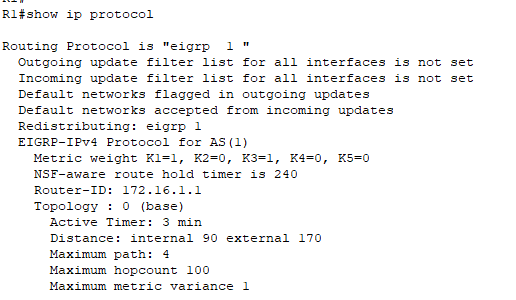 R1#show ip protocol
Routing Protocol is "eigrp  1 "
  Outgoing update filter list for all interfaces is not set
  Incoming update filter list for all interfaces is not set
  Default networks flagged in outgoing updates
  Default networks accepted from incoming updates
  Redistributing: eigrp 1
  EIGRP-IPv4 Protocol for AS(1)
    Metric weight K1=1, K2=0, K3=1, K4=0, K5=0
    NSF-aware route hold timer is 240
    Router-ID: 172.16.1.1
    Topology : 0 (base)
      Active Timer: 3 min
      Distance: internal 90 external 170
      Maximum path: 4
      Maximum hopcount 100
      Maximum metric variance 1